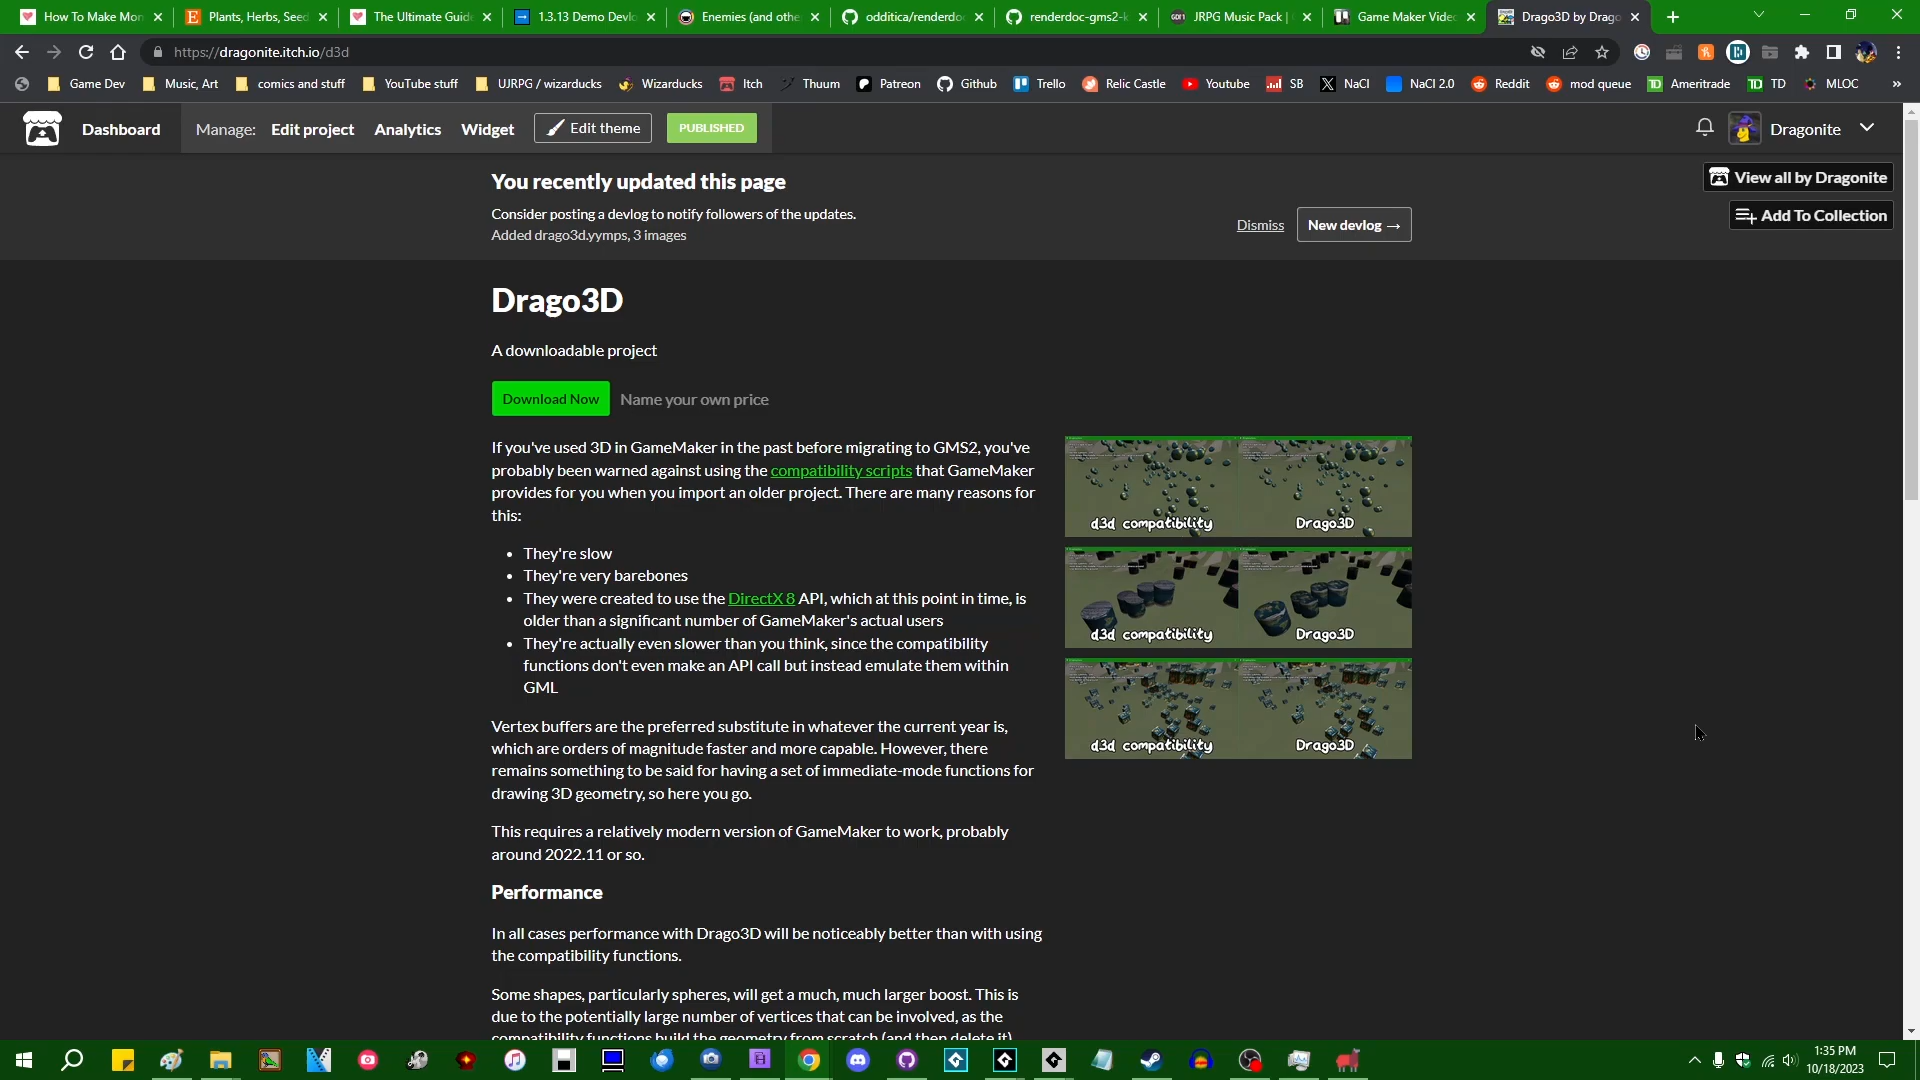 How To Make Mon
Plants, Herbs, Seed
The Ultimate Guide
1.3.13 Demo Devlo
Enemies (and othe
odditica/renderdo
renderdoc-gms2-k
JRPG Music Pack |
Game Maker Video
Drago3D by Drago
https://dragonite.itch.io/d3d
Game Dev
Music, Art
comics and stuff
YouTube stuff
UJRPG / wizarducks
Wizarducks
Itch
Thuum
Patreon
Github
Trello
Relic Castle
Youtube
SB
NaCl
NaCl 2.0
Reddit
mod queue
Ameritrade
TD
MLOC
Dashboard
Manage:
Edit project
Analytics
Widget
Edit theme
PUBLISHED
Dragonite
You recently updated this page
Consider posting a devlog to notify followers of the updates.
Added drago3d.yymps, 3 images
Dismiss
New devlog →
View all by Dragonite
Add To Collection
Drago3D
A downloadable project
Download Now
Name your own price
If you've used 3D in GameMaker in the past before migrating to GMS2, you've
probably been warned against using the compatibility scripts that GameMaker
provides for you when you import an older project. There are many reasons for
this:
• They're slow
• They're very barebones
• They were created to use the DirectX 8 API, which at this point in time, is
older than a significant number of GameMaker's actual users
• They're actually even slower than you think, since the compatibility
functions don't even make an API call but instead emulate them within
GML
Vertex buffers are the preferred substitute in whatever the current year is,
which are orders of magnitude faster and more capable. However, there
remains something to be said for having a set of immediate-mode functions for
drawing 3D geometry, so here you go.
This requires a relatively modern version of GameMaker to work, probably
around 2022.11 or so.
Performance
In all cases performance with Drago3D will be noticeably better than with using
the compatibility functions.
Some shapes, particularly spheres, will get a much, much larger boost. This is
due to the potentially large number of vertices that can be involved, as the
compatibility functions build the geometry from scratch (and then delete it)
d3d compatibility
Drago3D
d3d compatibility
Drago3D
d3d compatibility
Drago3D
1:35 PM
10/18/2023